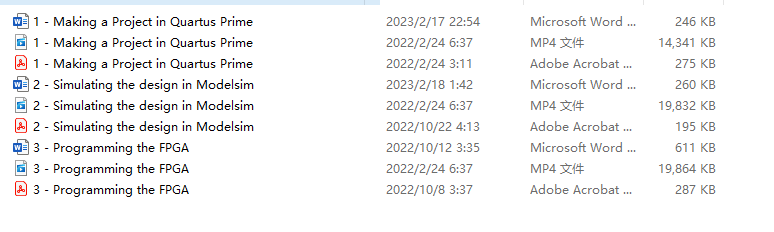 1 - Making a Project in Quartus Prime 2023/2/17 22:54 Microsoft Word ... 246 KB
1 - Making a Project in Quartus Prime 2022/2/24 6:37 MP4 文件 14,341 KB
1 - Making a Project in Quartus Prime 2022/2/24 3:11 Adobe Acrobat ... 275 KB
2 - Simulating the design in Modelsim 2023/2/18 1:42 Microsoft Word ... 260 KB
2 - Simulating the design in Modelsim 2022/2/24 6:37 MP4 文件 19,832 KB
2 - Simulating the design in Modelsim 2022/10/22 4:13 Adobe Acrobat ... 195 KB
3 - Programming the FPGA 2022/10/12 3:35 Microsoft Word ... 611 KB
3 - Programming the FPGA 2022/2/24 6:37 MP4 文件 19,864 KB
3 - Programming the FPGA 2022/10/8 3:37 Adobe Acrobat ... 287 KB